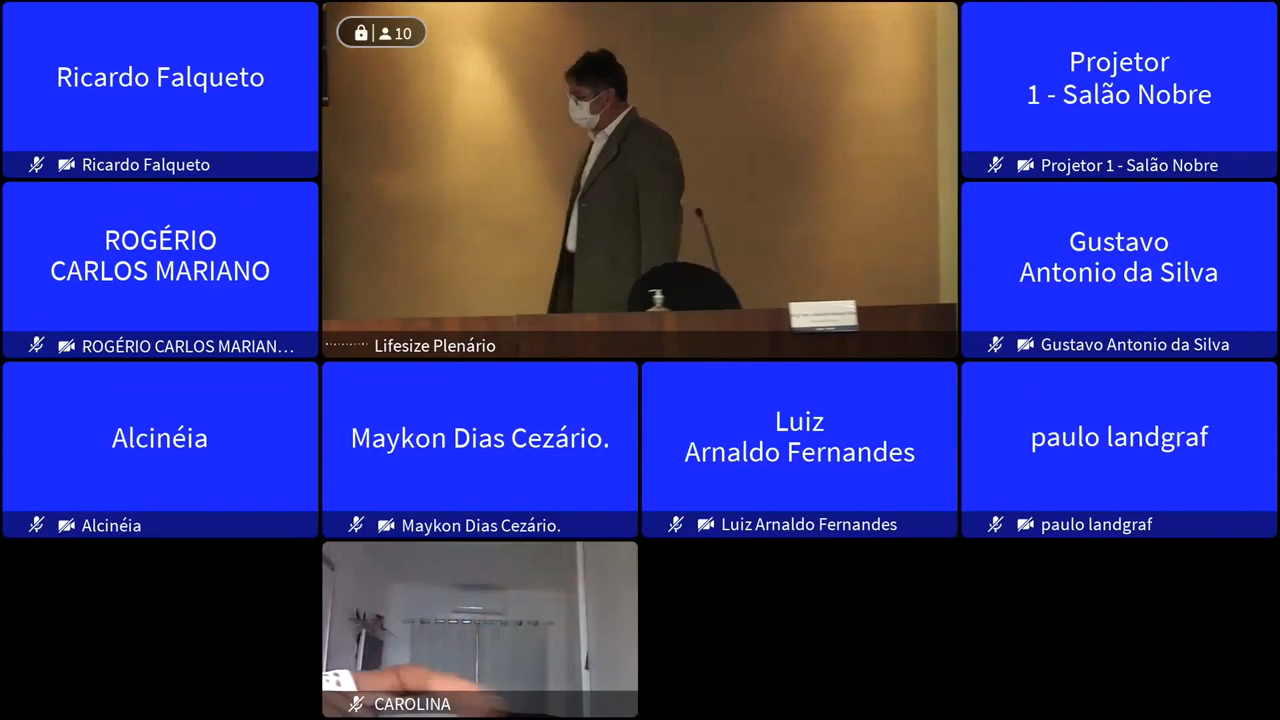 Ricardo Falqueto
Ricardo Falqueto
10
Lifesize Plenário
Projetor
1 - Salão Nobre
Projetor 1 - Salão Nobre
ROGÉRIO
CARLOS MARIANO
ROGÉRIO CARLOS MARIAN...
Gustavo
Antonio da Silva
Gustavo Antonio da Silva
Alcinéia
Alcinéia
Maykon Dias Cezário.
Maykon Dias Cezário.
Luiz
Arnaldo Fernandes
Luiz Arnaldo Fernandes
paulo landgraf
paulo landgraf
CAROLINA